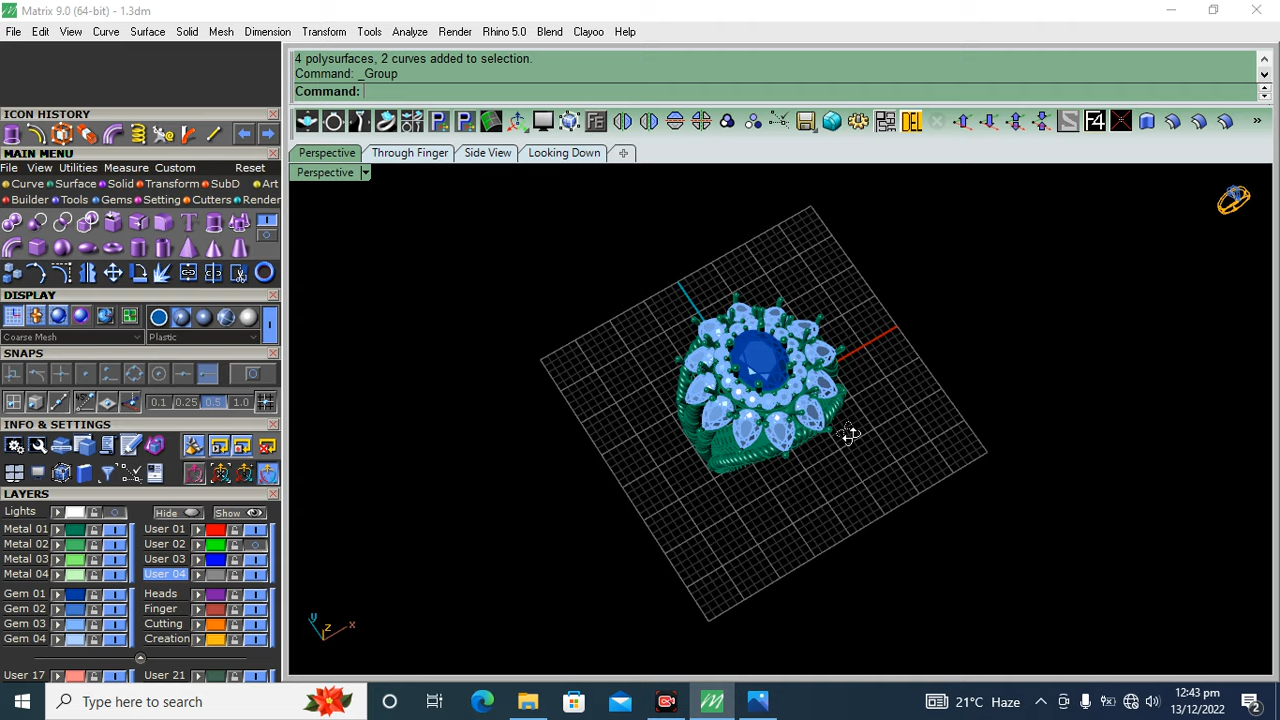 Matrix 9.0 (64-bit) - 1.3dm
File Edit View Curve Surface Solid Mesh Dimension Transform Tools Analyze Render Rhino 5.0 Blend Clayoo Help
4 polysurfaces, 2 curves added to selection.
Command: _Group
Command:
ICON HISTORY
MAIN MENU
File View Utilities Measure Custom Reset
Curve Surface Solid Transform SubD Art
Builder Tools Gems Setting Cutters Render
DISPLAY
Coarse Mesh Plastic
SNAPS
0.1 0.25 0.5 1.0
INFO & SETTINGS
LAYERS
Lights Hide Show
Metal 01 User 01
Metal 02 User 02
Metal 03 User 03
Metal 04 User 04
Gem 01 Heads
Gem 02 Finger
Gem 03 Cutting
Gem 04 Creation
User 17 User 21
P P FE DEL S F4 »
Perspective Through Finger Side View Looking Down
Perspective
y z x
Type here to search
21°C Haze
12:43 pm
13/12/2022
2